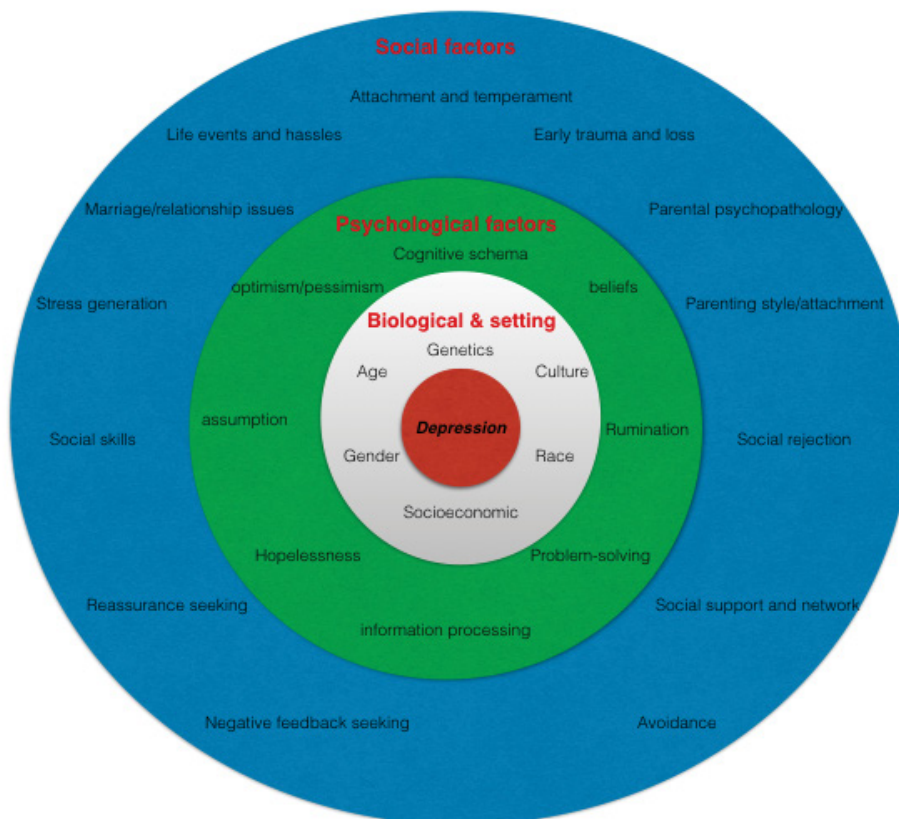 Social factors
Attachment and temperament
Life events and hassles
Early trauma and loss
Marriage/relationship issues
Parental psychopathology
Psychological factors
Cognitive schema
optimism/pessimism
beliefs
Stress generation
Parenting style/attachment
Biological & setting
Genetics
Age
Culture
assumption
Depression
Rumination
Social skills
Social rejection
Gender
Race
Socioeconomic
Hopelessness
Problem-solving
Reassurance seeking
Social support and network
information processing
Negative feedback seeking
Avoidance